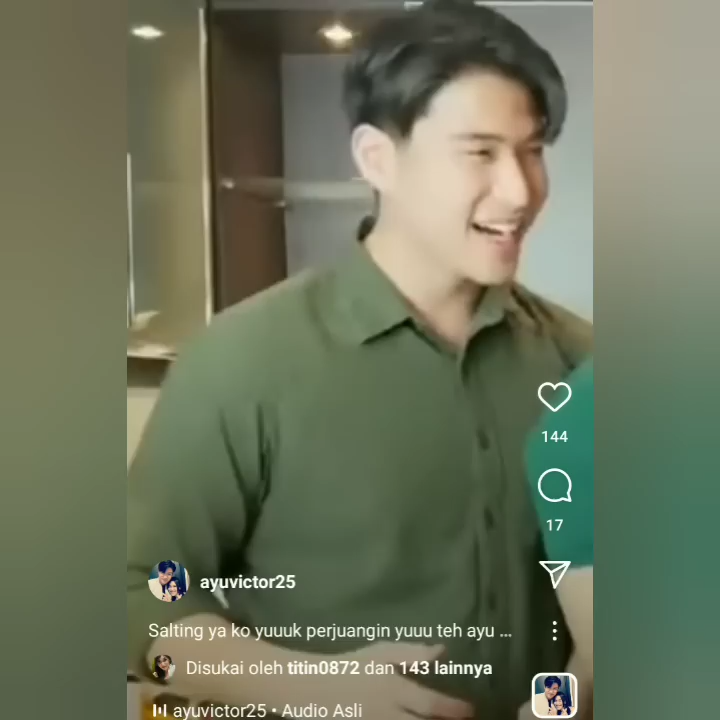 144
17
ayuvictor25
Salting ya ko yuuuk perjuangin yuuu teh ayu ...
Disukai oleh titin0872 dan 143 lainnya
ayuvictor25 • Audio Asli